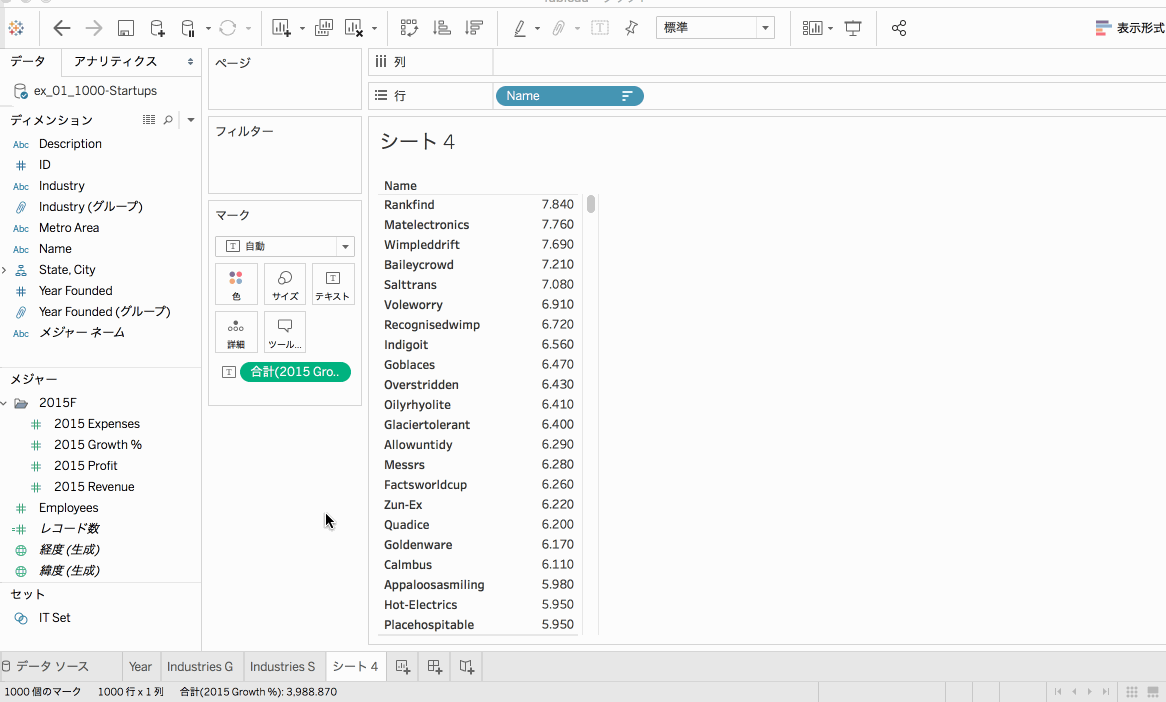 標準
表示形式
データ
アナリティクス
ex_01_1000-Startups
ディメンション
Abc Description
ID
Abc Industry
Industry (グループ)
Abc Metro Area
Abc Name
State, City
Year Founded
Year Founded (グループ)
Abc メジャー ネーム
メジャー
2015F
2015 Expenses
2015 Growth %
2015 Profit
2015 Revenue
Employees
レコード数
経度 (生成)
緯度 (生成)
セット
IT Set
ページ
フィルター
マーク
T 自動
色
サイズ
T テキスト
詳細
ツール...
T 合計(2015 Gro..
列
行
Name
シート 4
Name
Rankfind 7.840
Matelectronics 7.760
Wimpleddrift 7.690
Baileycrowd 7.210
Salttrans 7.080
Voleworry 6.910
Recognisedwimp 6.720
Indigoit 6.560
Goblaces 6.470
Overstridden 6.430
Oilyrhyolite 6.410
Glaciertolerant 6.400
Allowuntidy 6.290
Messrs 6.280
Factsworldcup 6.260
Zun-Ex 6.220
Quadice 6.200
Goldenware 6.170
Calmbus 6.110
Appaloosasmiling 5.980
Hot-Electrics 5.950
Placehospitable 5.950
データ ソース
Year
Industries G
Industries S
シート 4
1000 個のマーク
1000 行 x 1 列
合計(2015 Growth %): 3,988.870